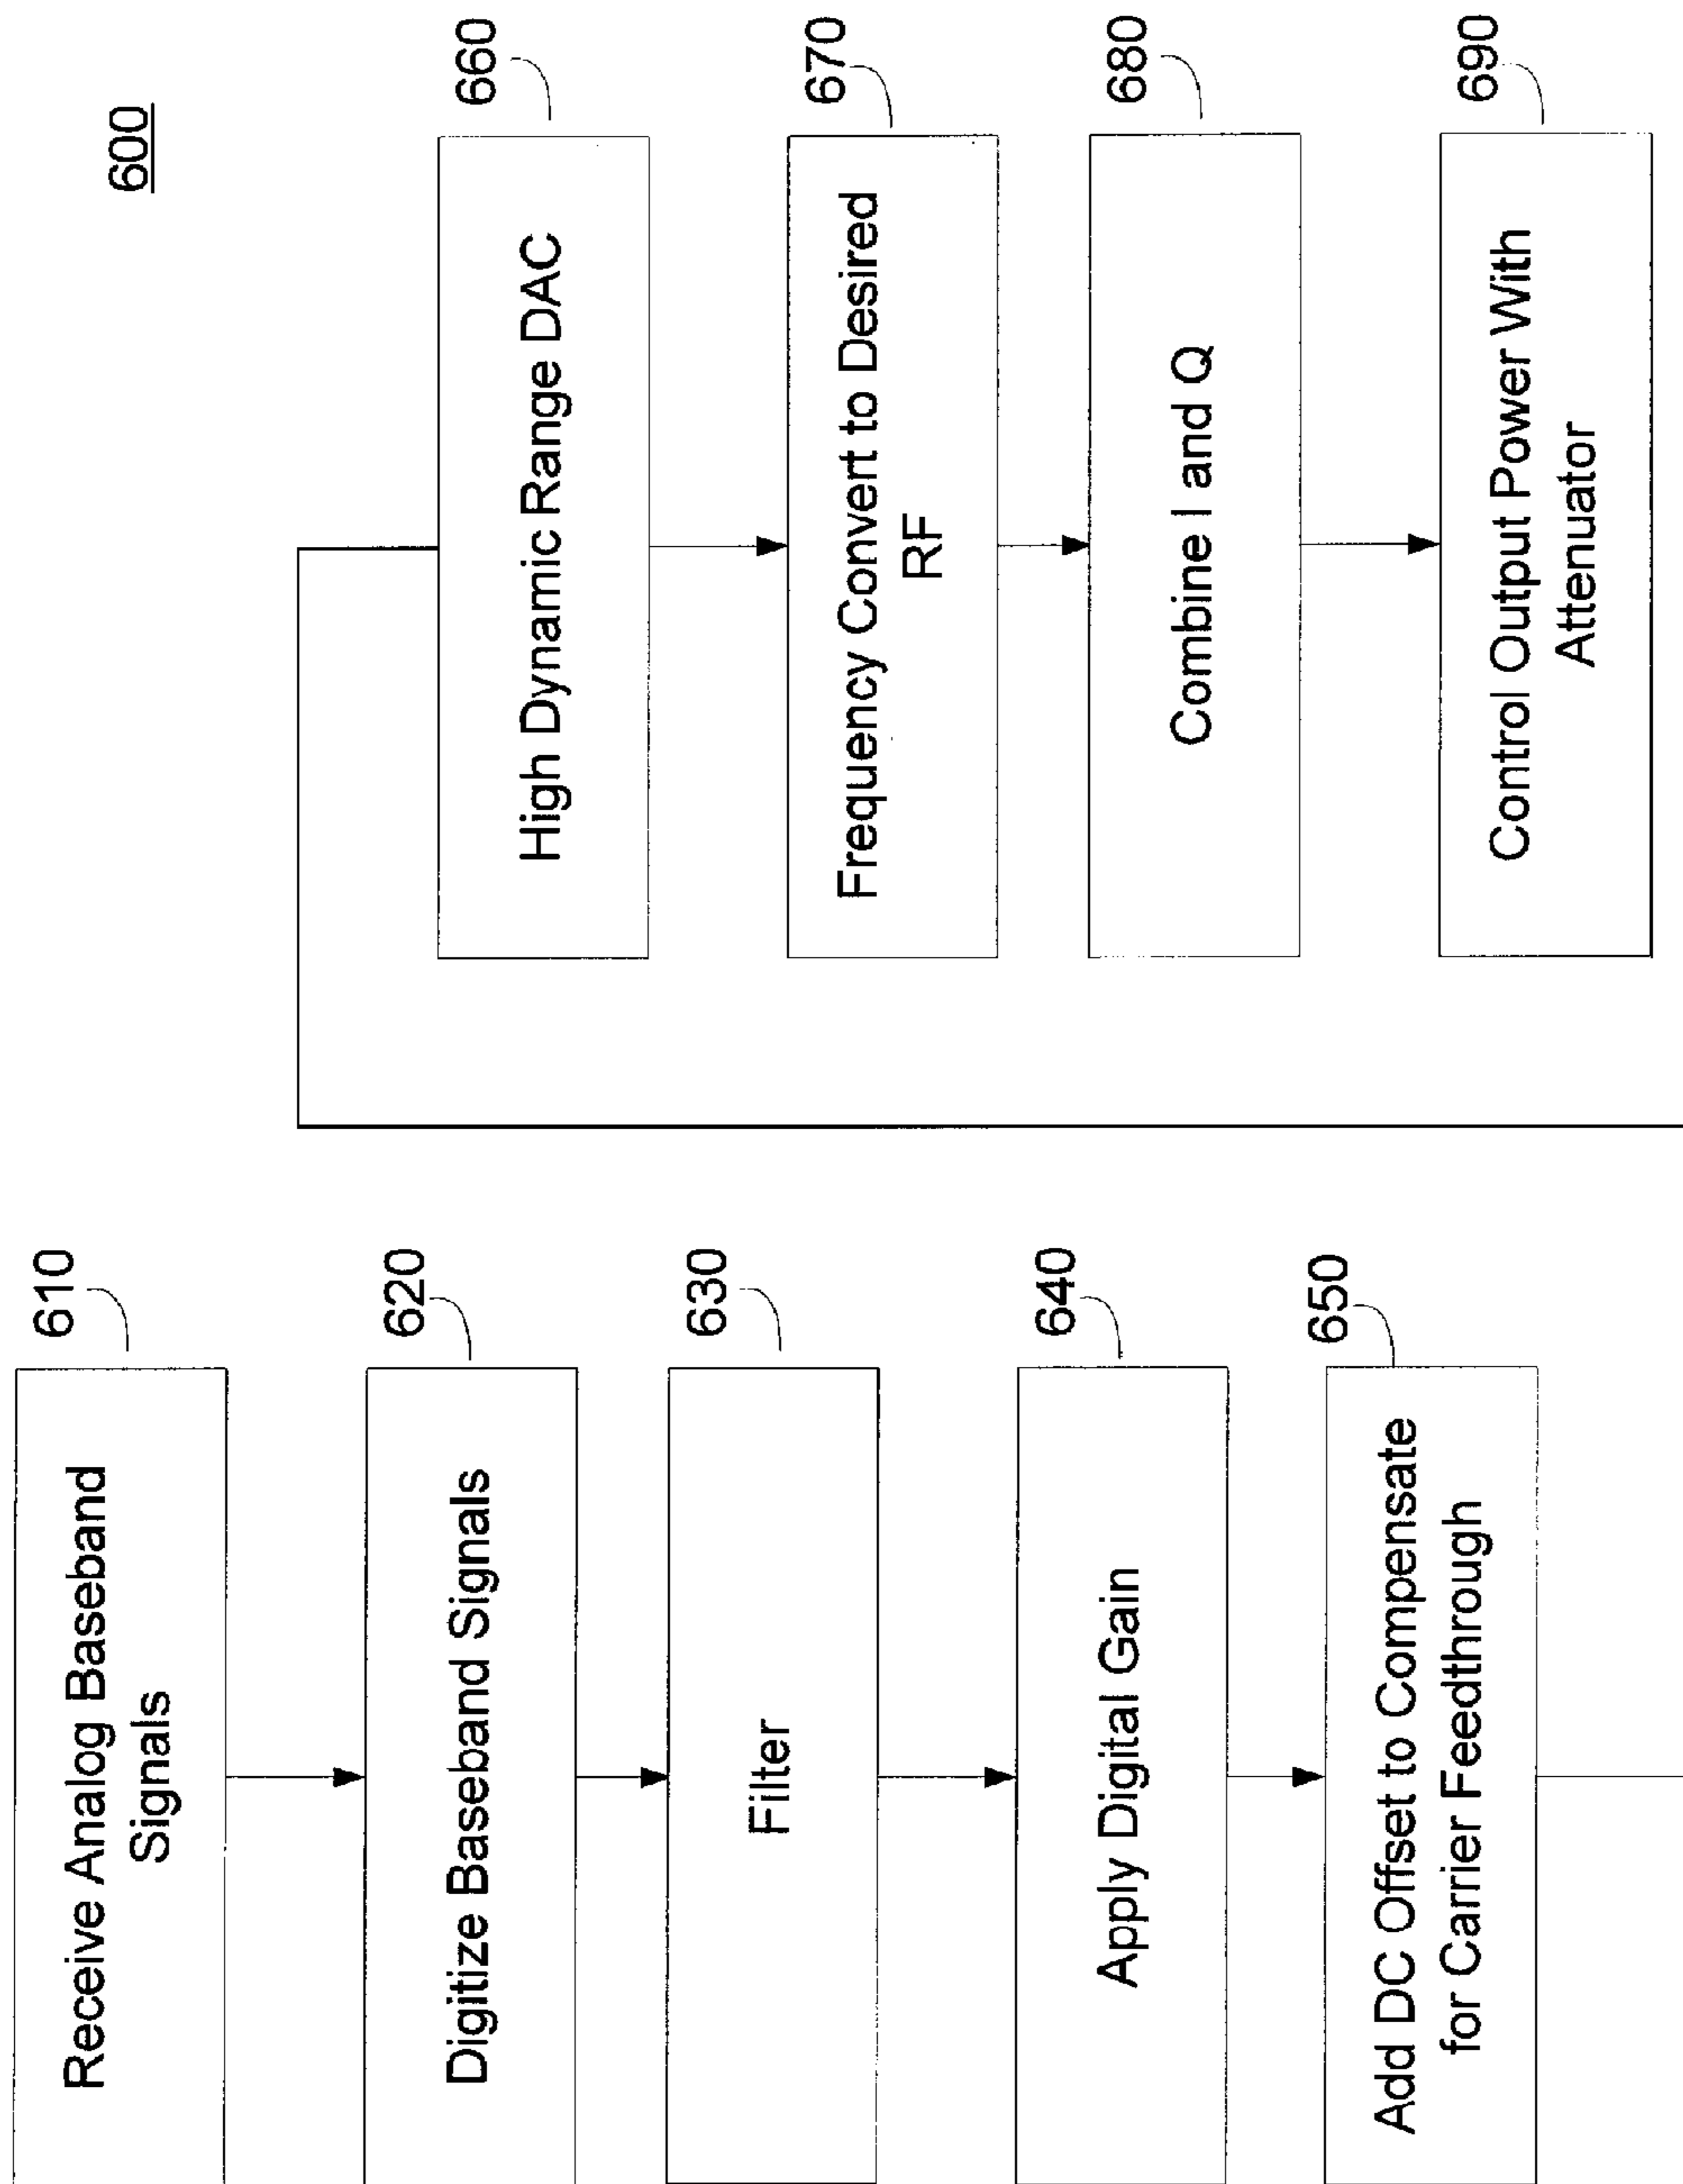 600
610
Receive Analog Baseband
Signals
620
Digitize Baseband Signals
630
Filter
640
Apply Digital Gain
650
Add DC Offset to Compensate
for Carrier Feedthrough
660
High Dynamic Range DAC
670
Frequency Convert to Desired
RF
680
Combine I and Q
690
Control Output Power With
Attenuator